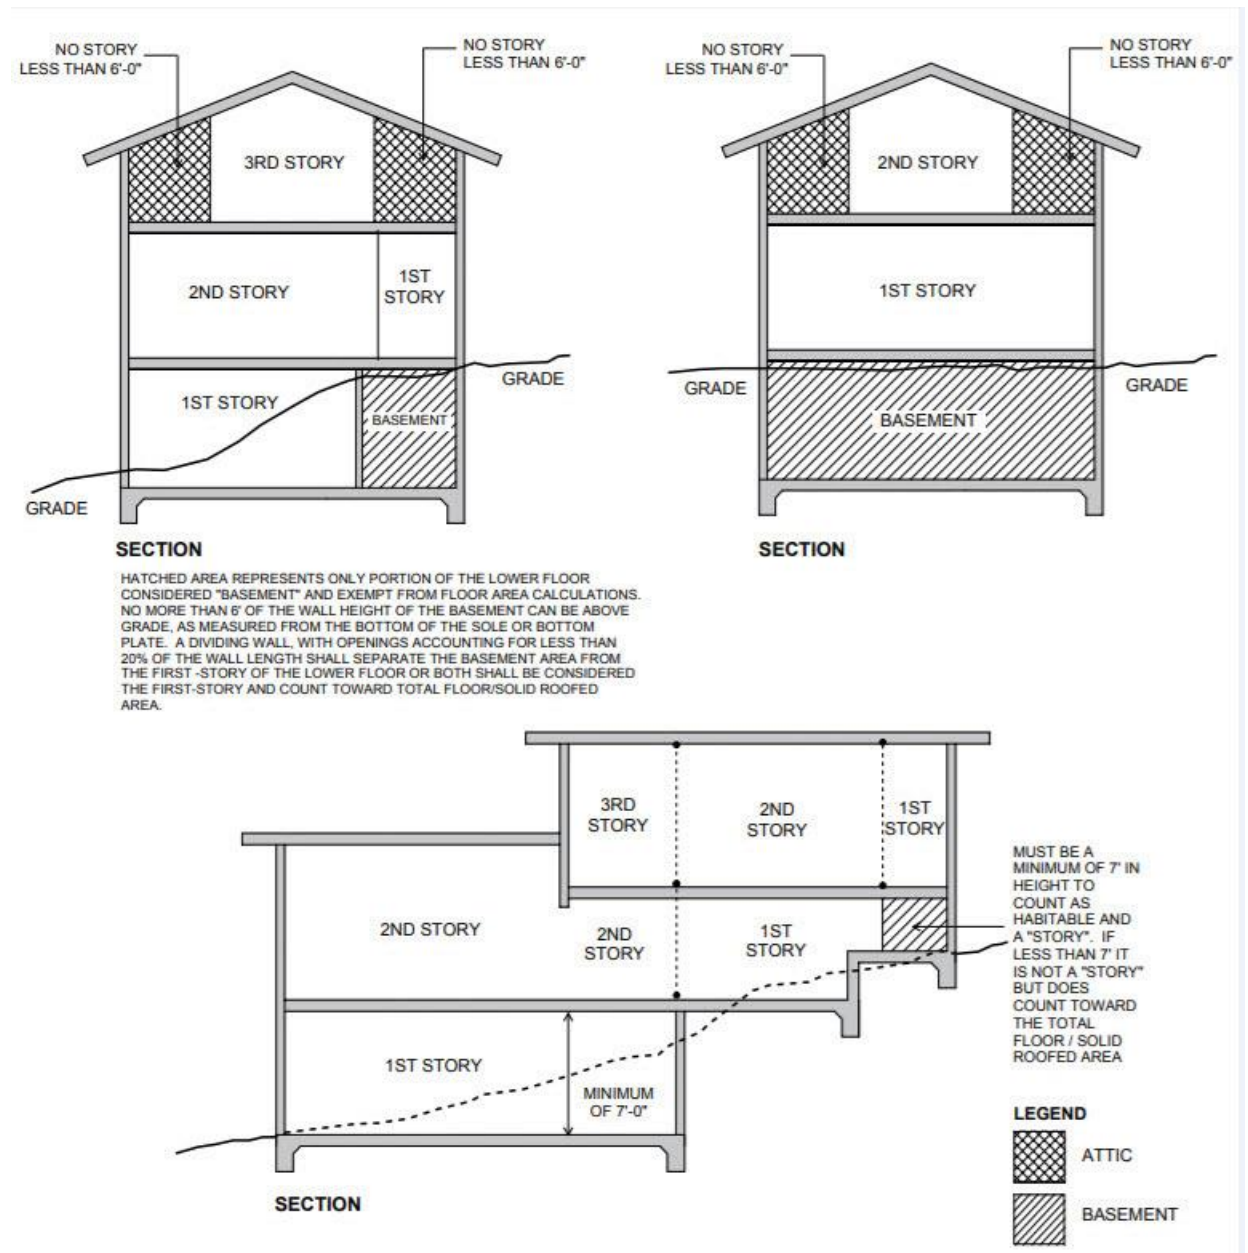 NO STORY
LESS THAN 6'-0"
NO STORY
LESS THAN 6'-0"
3RD STORY
2ND STORY
1ST
STORY
1ST STORY
BASEMENT
GRADE
GRADE
SECTION
HATCHED AREA REPRESENTS ONLY PORTION OF THE LOWER FLOOR
CONSIDERED "BASEMENT" AND EXEMPT FROM FLOOR AREA CALCULATIONS.
NO MORE THAN 6' OF THE WALL HEIGHT OF THE BASEMENT CAN BE ABOVE
GRADE, AS MEASURED FROM THE BOTTOM OF THE SOLE OR BOTTOM
PLATE. A DIVIDING WALL, WITH OPENINGS ACCOUNTING FOR LESS THAN
20% OF THE WALL LENGTH SHALL SEPARATE THE BASEMENT AREA FROM
THE FIRST -STORY OF THE LOWER FLOOR OR BOTH SHALL BE CONSIDERED
THE FIRST-STORY AND COUNT TOWARD TOTAL FLOOR/SOLID ROOFED
AREA.
NO STORY
LESS THAN 6'-0"
NO STORY
LESS THAN 6'-0"
2ND STORY
1ST STORY
GRADE
GRADE
BASEMENT
SECTION
3RD
STORY
2ND
STORY
1ST
STORY
2ND STORY
2ND
STORY
1ST
STORY
1ST STORY
MINIMUM
OF 7'-0"
MUST BE A
MINIMUM OF 7' IN
HEIGHT TO
COUNT AS
HABITABLE AND
A "STORY". IF
LESS THAN 7' IT
IS NOT A "STORY"
BUT DOES
COUNT TOWARD
THE TOTAL
FLOOR / SOLID
ROOFED AREA
SECTION
LEGEND
ATTIC
BASEMENT